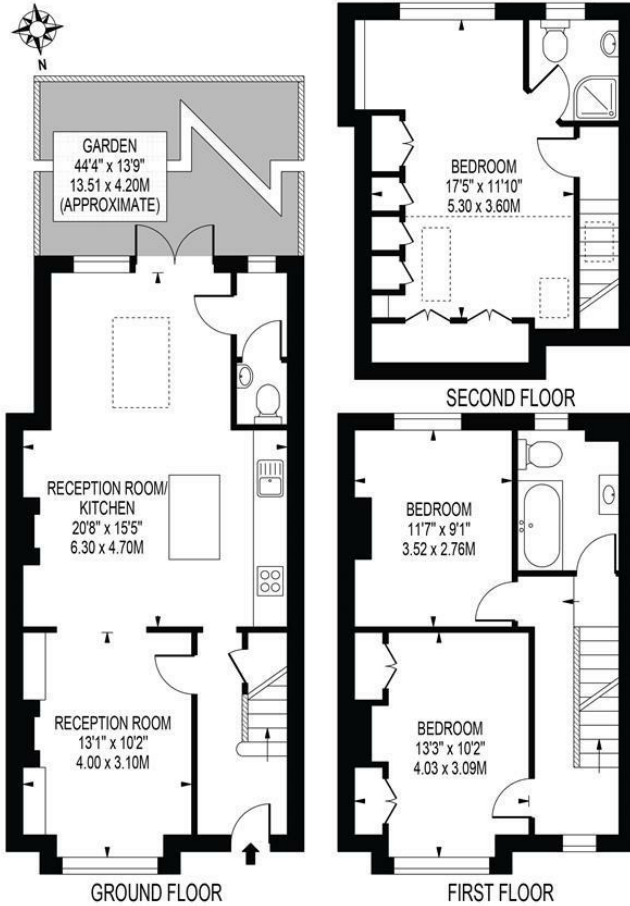 N
GARDEN
44'4" x 13'9"
13.51 x 4.20M
(APPROXIMATE)
RECEPTION ROOM/
KITCHEN
20'8" x 15'5"
6.30 x 4.70M
RECEPTION ROOM
13'1" x 10'2"
4.00 x 3.10M
GROUND FLOOR
BEDROOM
17'5" x 11'10"
5.30 x 3.60M
SECOND FLOOR
BEDROOM
11'7" x 9'1"
3.52 x 2.76M
BEDROOM
13'3" x 10'2"
4.03 x 3.09M
FIRST FLOOR